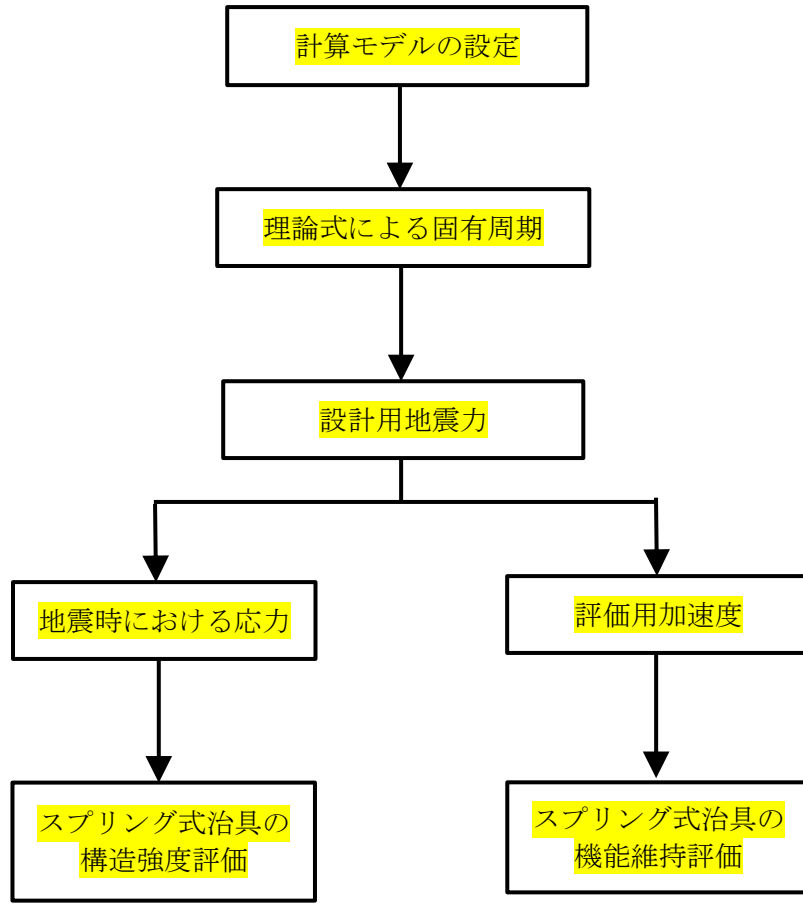 計算モデルの設定
理論式による固有周期
設計用地震力
地震時における応力
評価用加速度
スプリング式治具の
構造強度評価
スプリング式治具の
機能維持評価